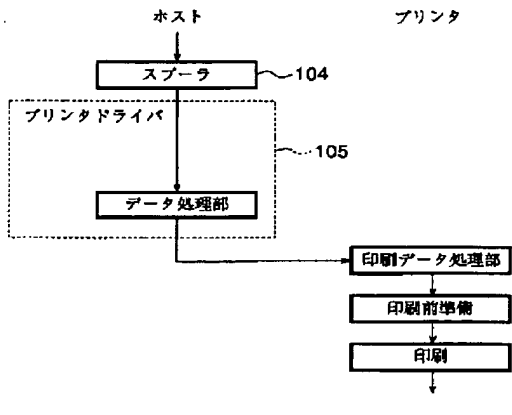 ホスト
プリンタ
スプーラ
104
プリンタドライバ
105
データ処理部
印刷データ処理部
印刷前準備
印刷